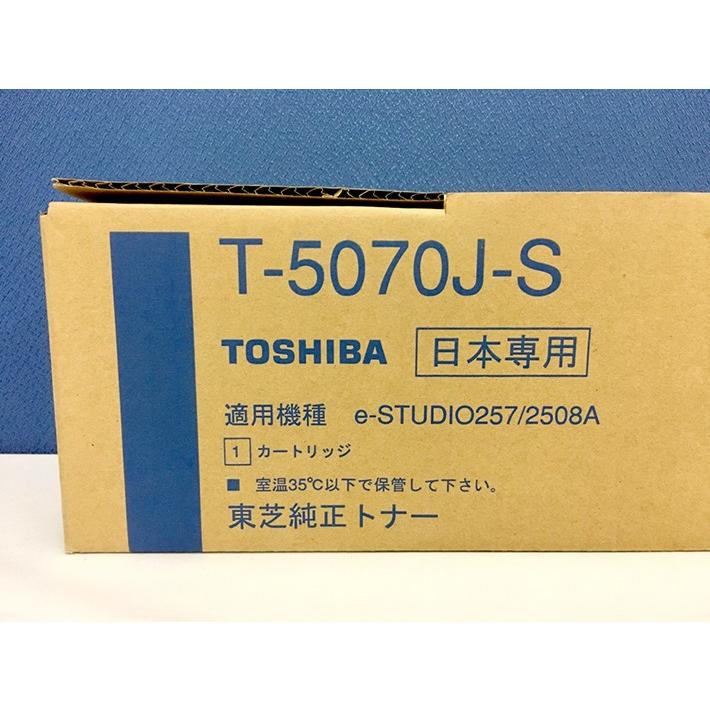 T-5070J-S
TOSHIBA 日本専用
適用機種 e-STUDIO257/2508A
1 カートリッジ
■ 室温35℃以下で保管して下さい。
東芝純正トナー